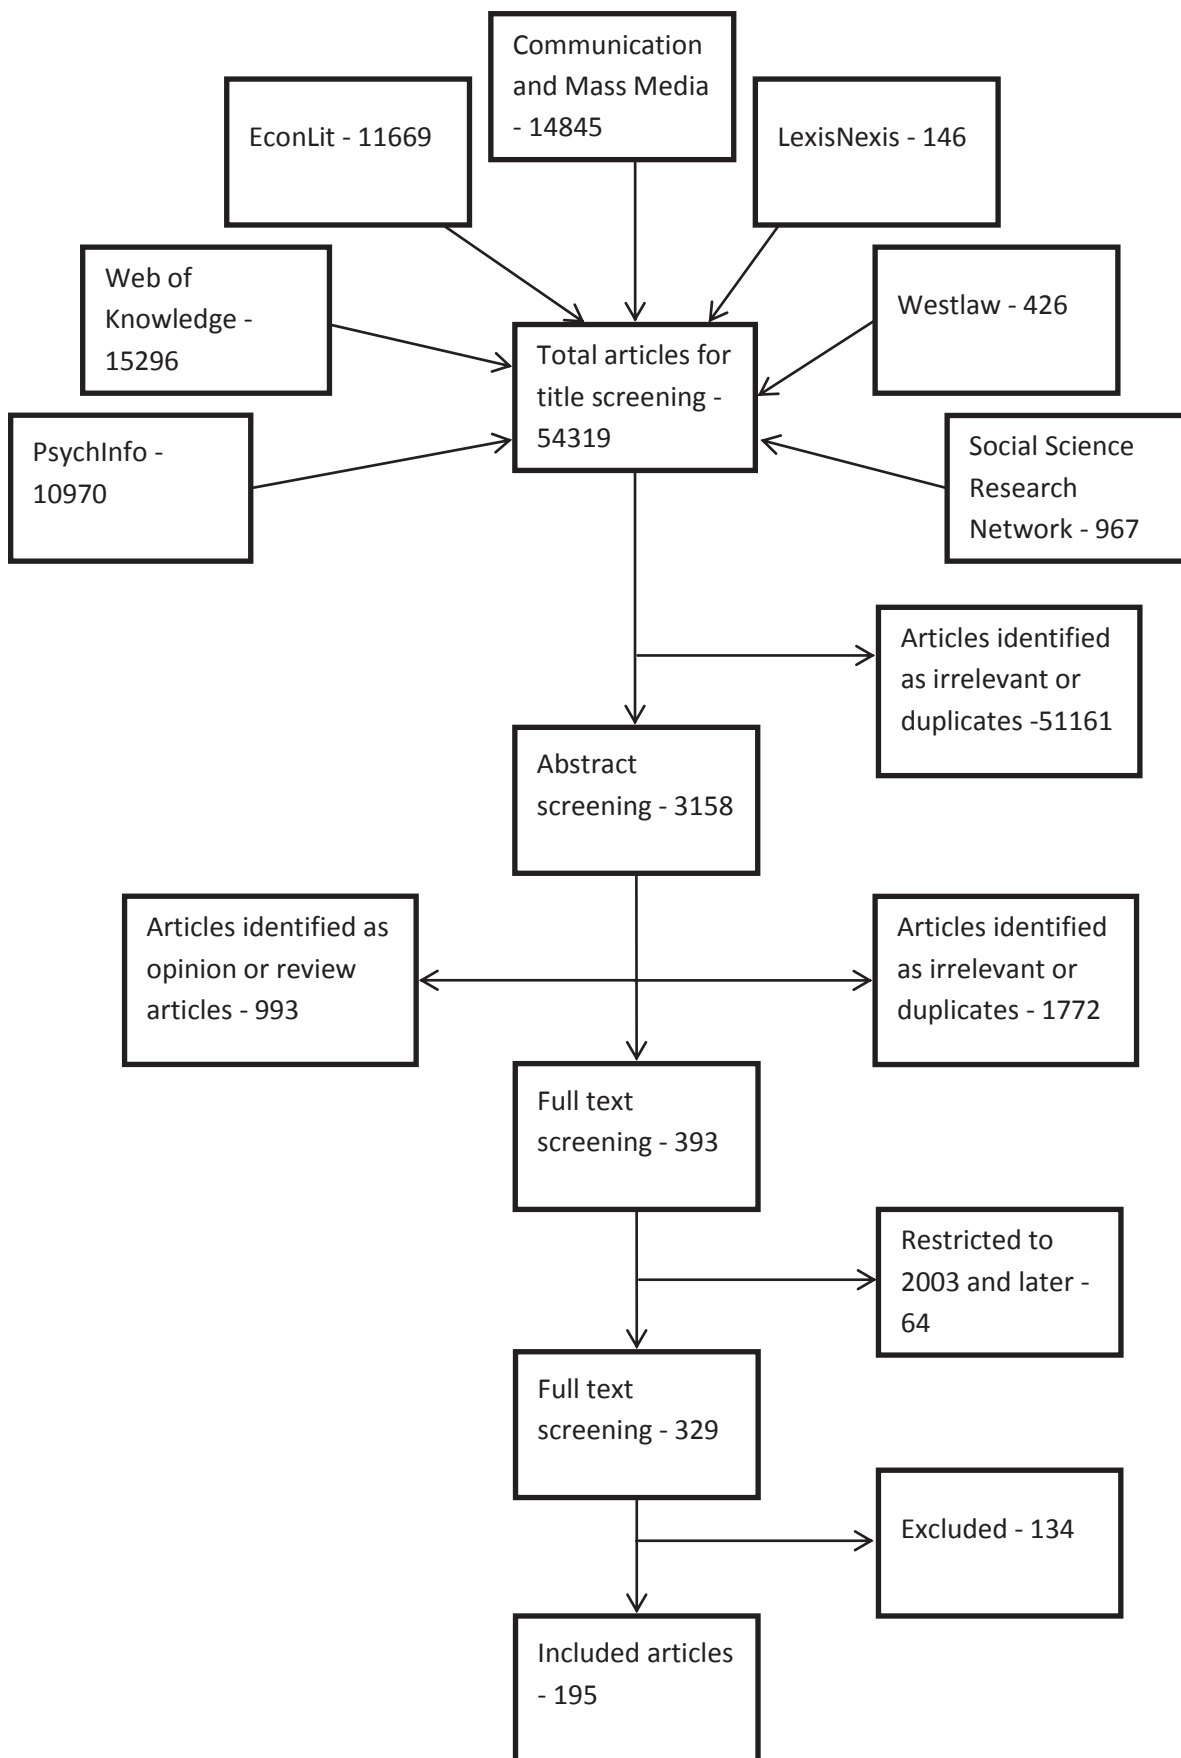 Communication
and Mass Media
- 14845
EconLit - 11669
LexisNexis - 146
Web of
Knowledge -
15296
Westlaw - 426
Total articles for
title screening -
54319
PsychInfo -
10970
Social Science
Research
Network - 967
Articles identified
as irrelevant or
duplicates -51161
Abstract
screening - 3158
Articles identified as
opinion or review
articles - 993
Articles identified
as irrelevant or
duplicates - 1772
Full text
screening - 393
Restricted to
2003 and later -
64
Full text
screening - 329
Excluded - 134
Included articles
- 195